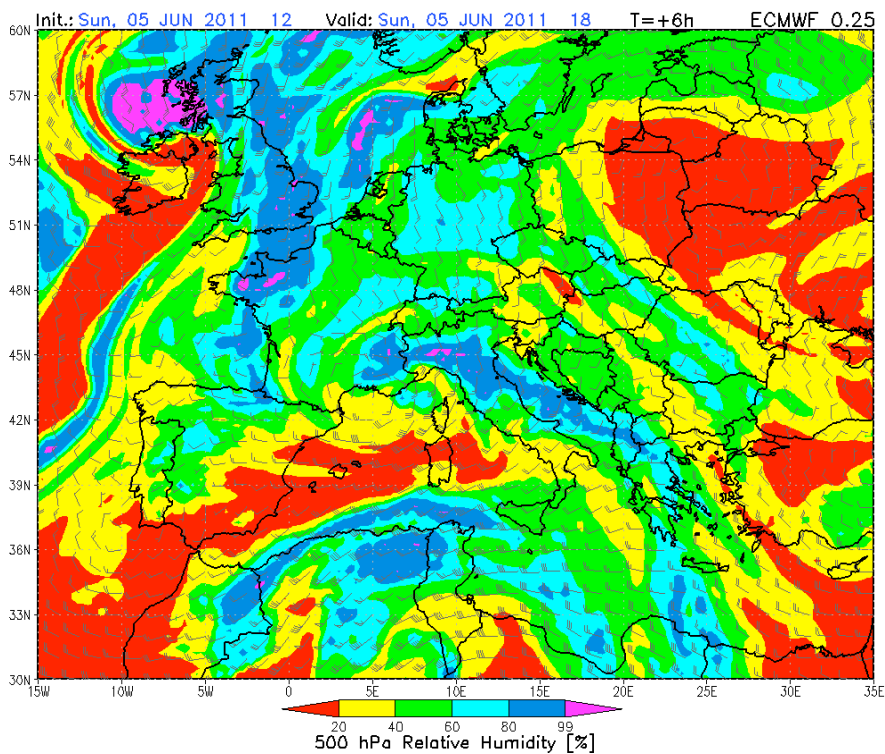 Init.: Sun, 05 JUN 2011 12 Valid: Sun, 05 JUN 2011 18 T=+6h ECMWF 0.25
60N
57N
54N
51N
48N
45N
42N
39N
36N
33N
30N
15W 10W 5W 0 5E 10E 15E 20E 25E 30E 35E
20 40 60 80 99
500 hPa Relative Humidity [%]